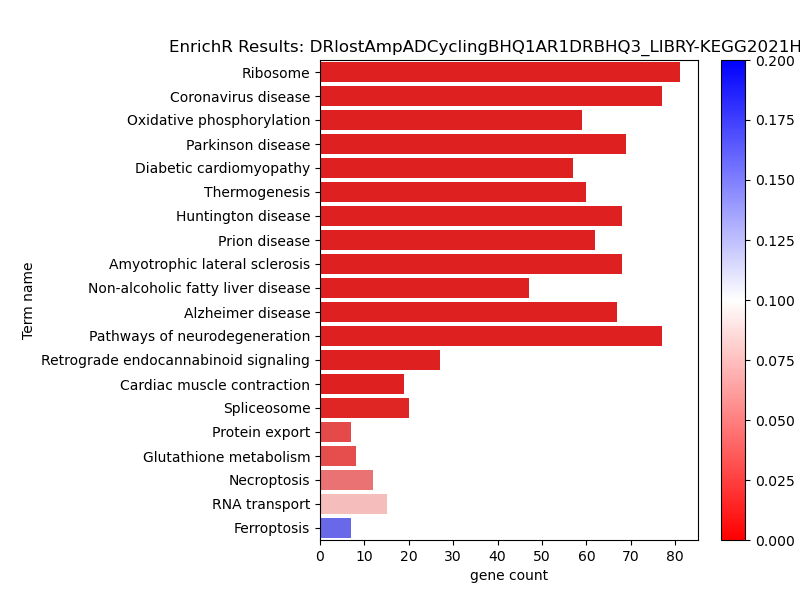 EnrichR Results: DRlostAmpADCyclingBHQ1AR1DRBHQ3_LIBRY-KEGG2021H
Term name
Ribosome
Coronavirus disease
Oxidative phosphorylation
Parkinson disease
Diabetic cardiomyopathy
Thermogenesis
Huntington disease
Prion disease
Amyotrophic lateral sclerosis
Non-alcoholic fatty liver disease
Alzheimer disease
Pathways of neurodegeneration
Retrograde endocannabinoid signaling
Cardiac muscle contraction
Spliceosome
Protein export
Glutathione metabolism
Necroptosis
RNA transport
Ferroptosis
0 10 20 30 40 50 60 70 80
gene count
0.200
0.175
0.150
0.125
0.100
0.075
0.050
0.025
0.000